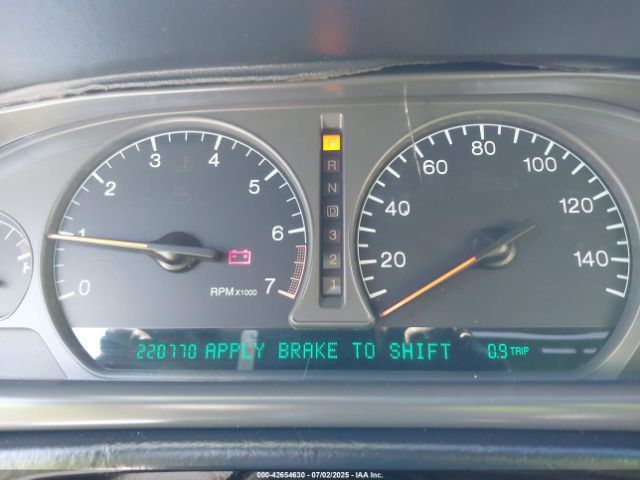 0 1 2 3 4 5 6 7
RPM X1000
P
R
N
D
3
2
1
20 40 60 80 100 120 140
220770 APPLY BRAKE TO SHIFT 0.9 TRIP
000-42654630 - 07/02/2025 - IAA Inc.